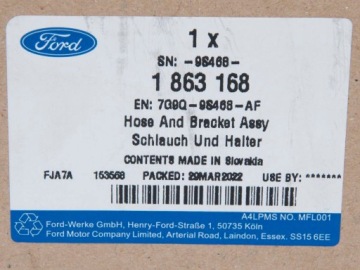 Ford
1 x
SN: -9S468-
1 863 168
EN: 7G9Q-9S468-AF
Hose And Bracket Assy
Schlauch Und Halter
CONTENTS MADE IN Slovakia
FJA7A 153568 PACKED: 29MAR2022 USE BY: *******
A4LPMS NO. MFL001
Ford-Werke GmbH, Henry-Ford-Straße 1, 50735 Köln
Ford Motor Company Limited, Arterial Road, Laindon, Essex. SS15 6EE